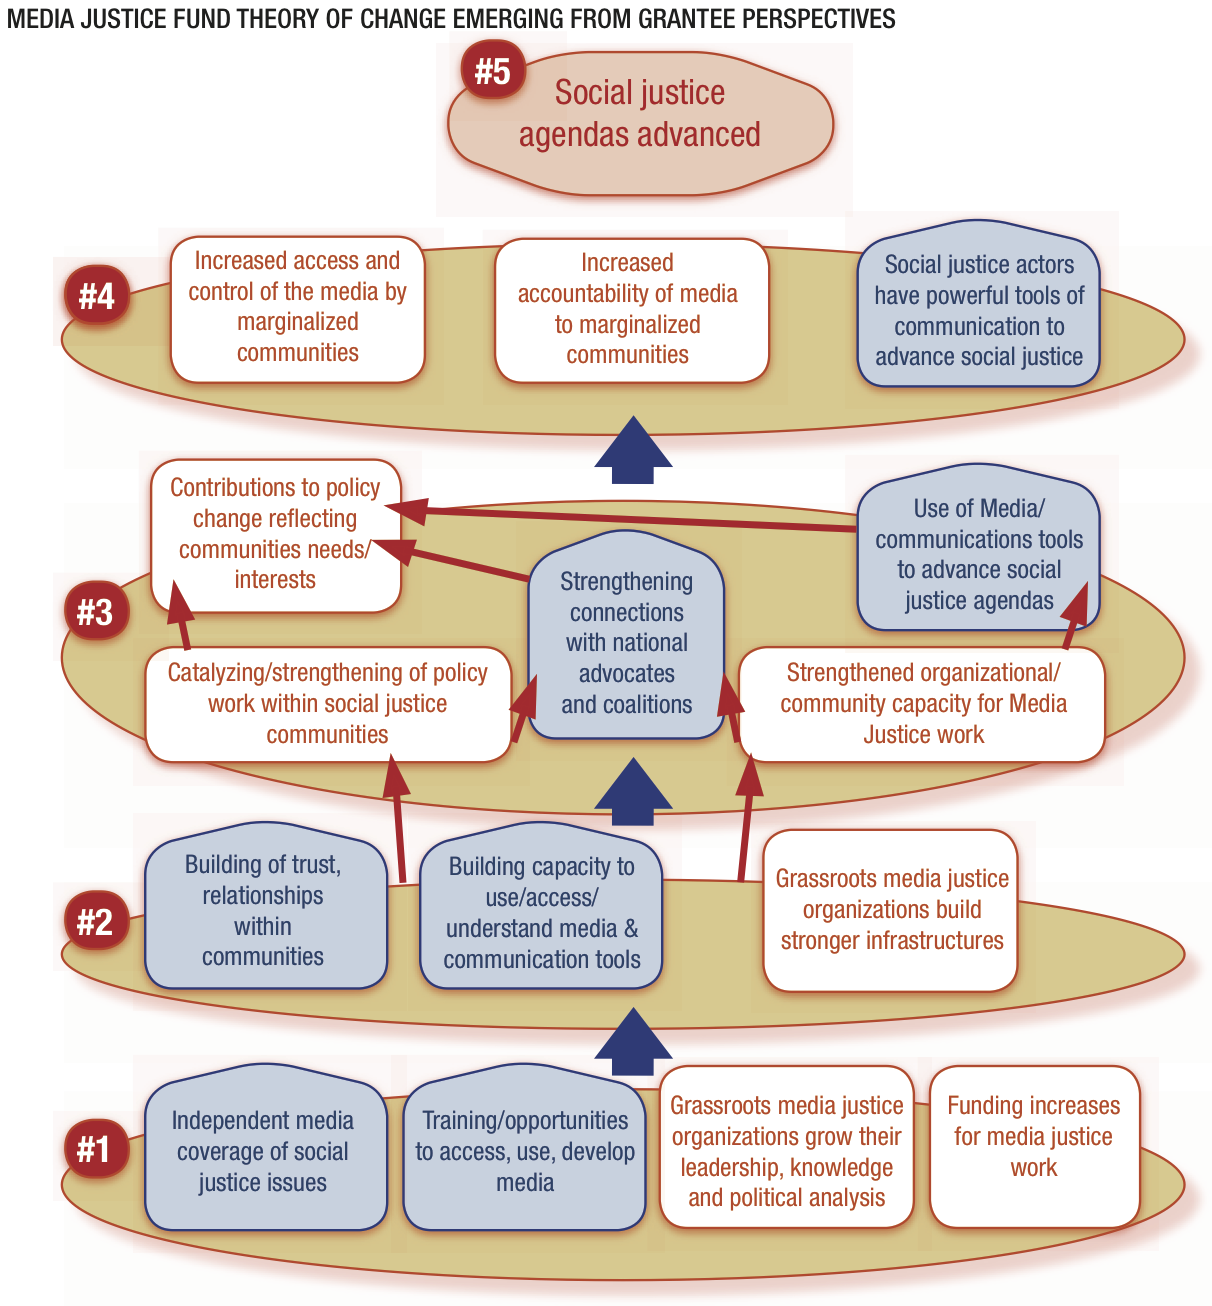 MEDIA JUSTICE FUND THEORY OF CHANGE EMERGING FROM GRANTEE PERSPECTIVES
#5
Social justice
agendas advanced
#4
Increased access and
control of the media by
marginalized
communities
Increased
accountability of media
to marginalized
communities
Social justice actors
have powerful tools of
communication to
advance social justice
#3
Contributions to policy
change reflecting
communities needs/
interests
Strengthening
connections
with national
advocates
and coalitions
Use of Media/
communications tools
to advance social
justice agendas
Catalyzing/strengthening of policy
work within social justice
communities
Strengthened organizational/
community capacity for Media
Justice work
#2
Building of trust,
relationships
within
communities
Building capacity to
use/access/
understand media &
communication tools
Grassroots media justice
organizations build
stronger infrastructures
#1
Independent media
coverage of social
justice issues
Training/opportunities
to access, use, develop
media
Grassroots media justice
organizations grow their
leadership, knowledge
and political analysis
Funding increases
for media justice
work